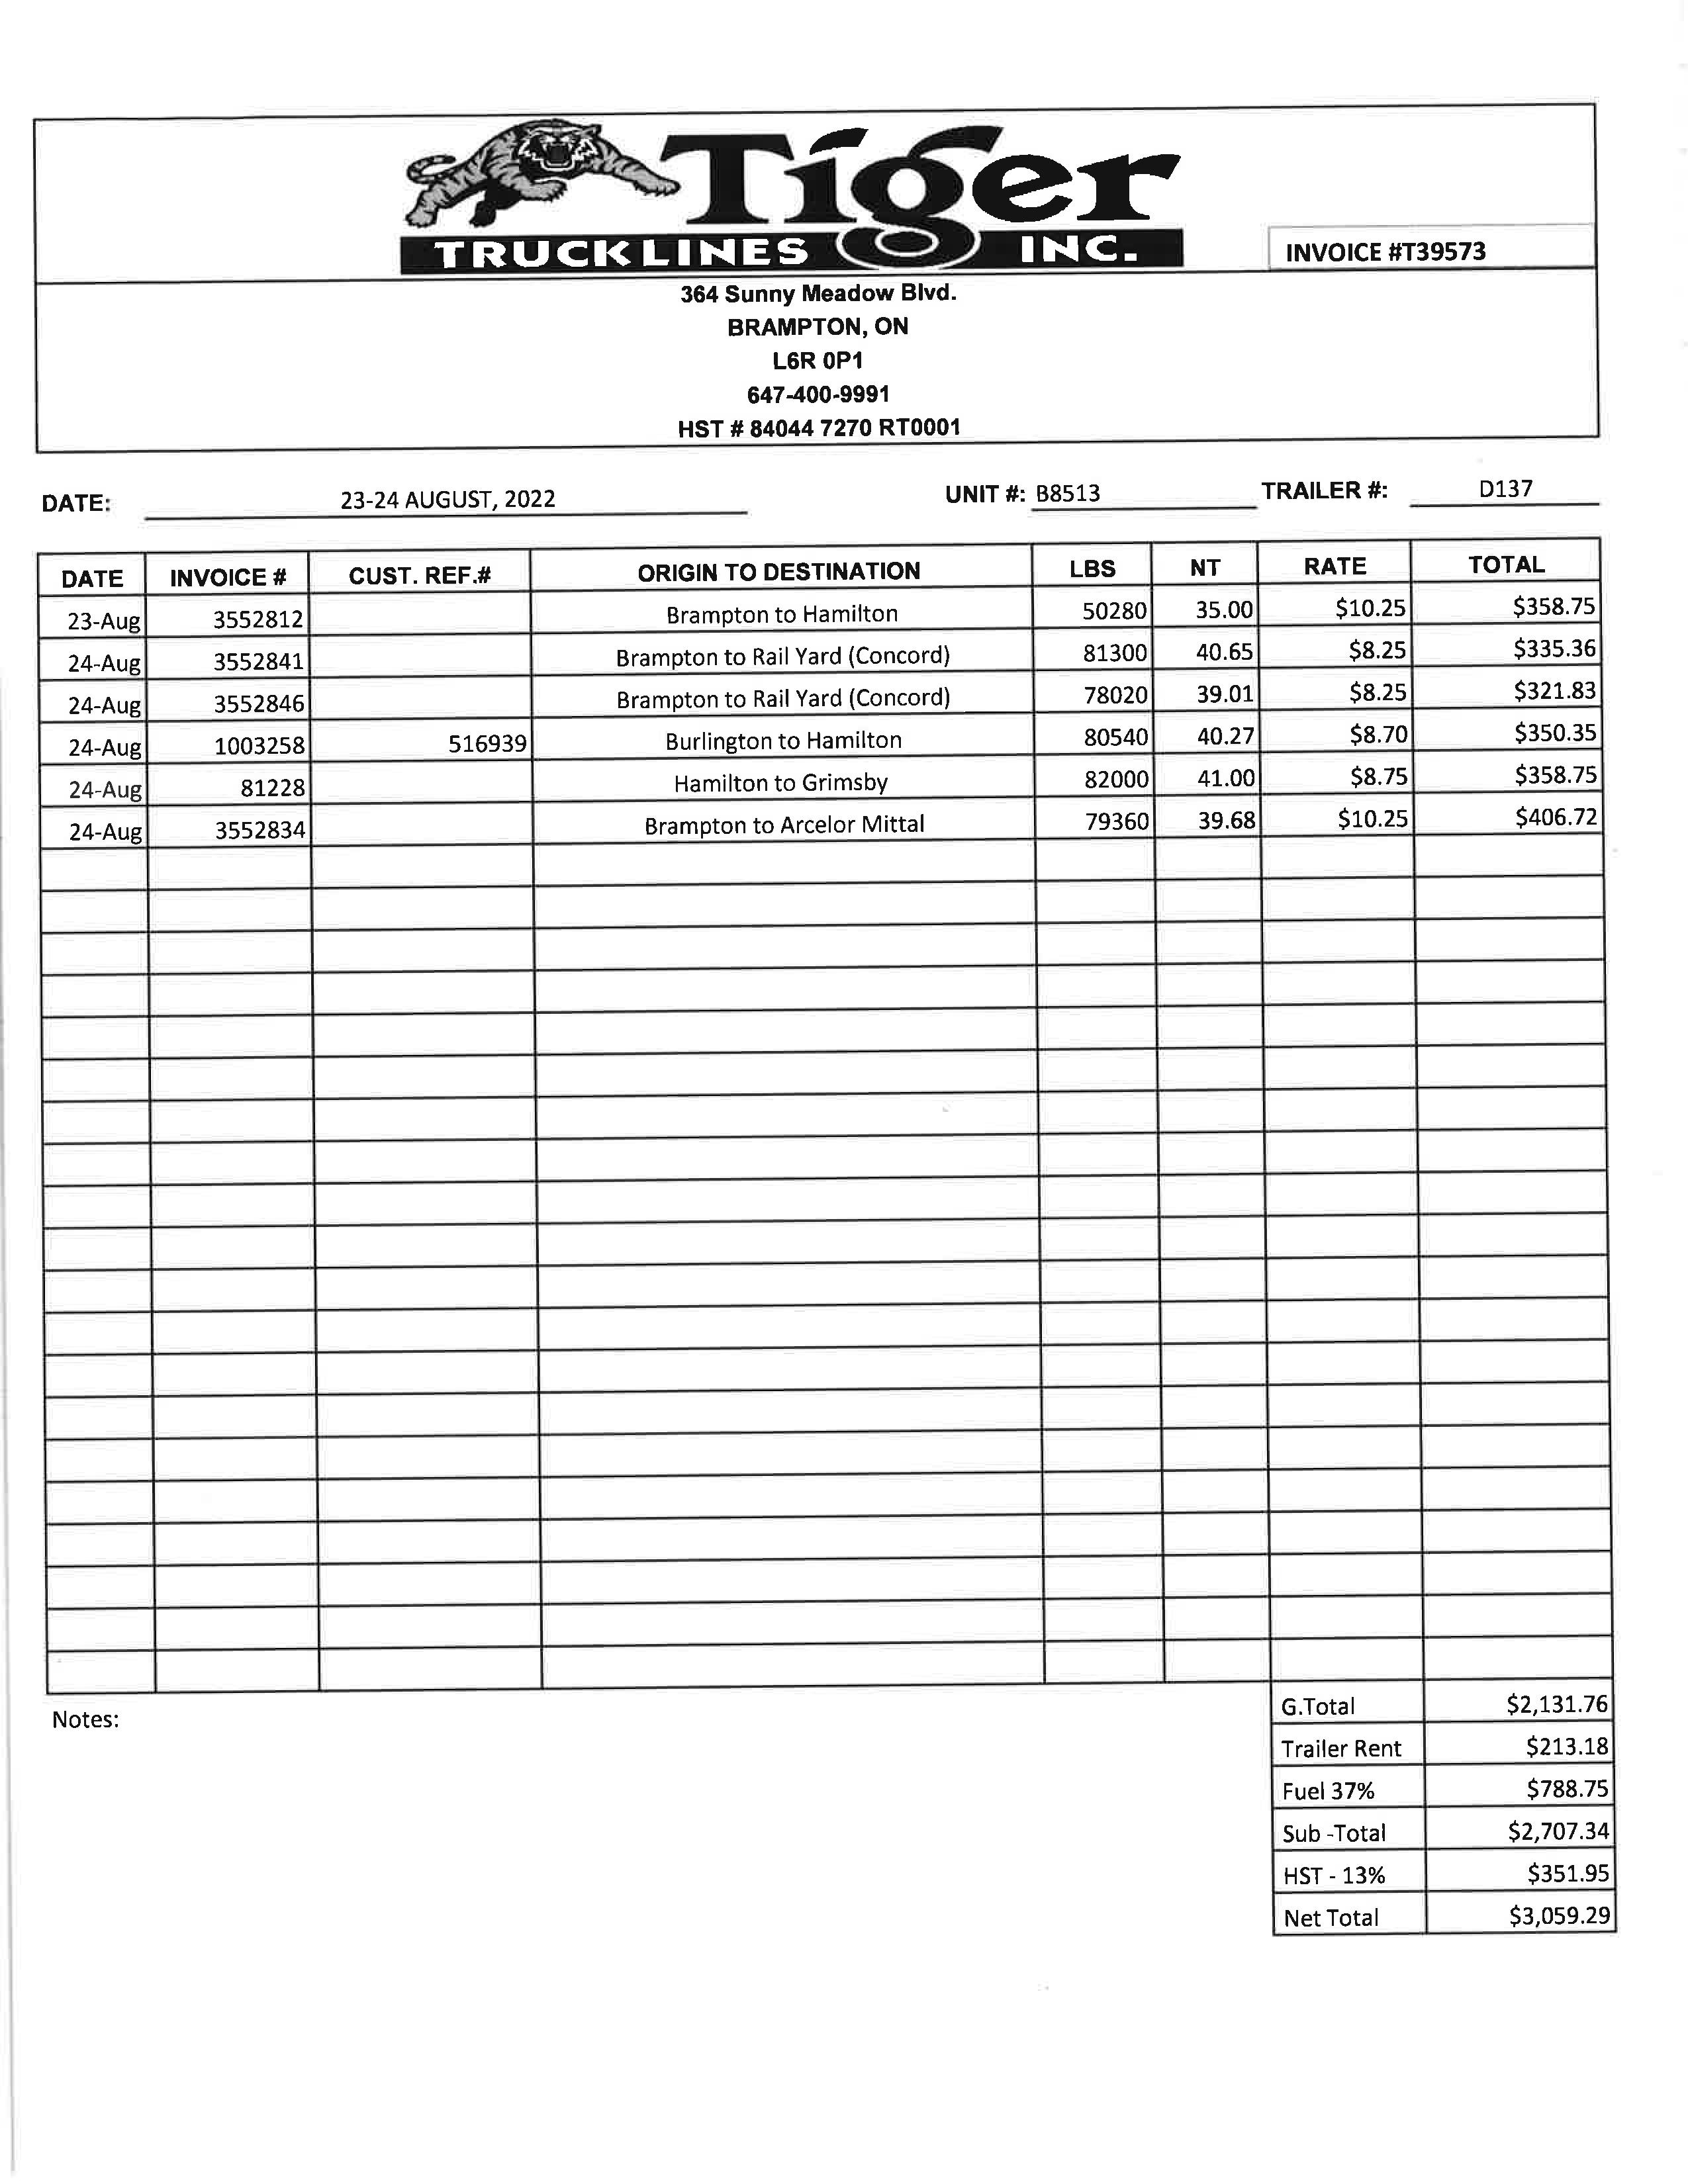 Tiger
TRUCKLINES INC.
INVOICE #T39573
364 Sunny Meadow Blvd.
BRAMPTON, ON
L6R 0P1
647-400-9991
HST # 84044 7270 RT0001
DATE: 23-24 AUGUST, 2022 UNIT #: B8513 TRAILER #: D137
DATE INVOICE # CUST. REF.# ORIGIN TO DESTINATION LBS NT RATE TOTAL
23-Aug 3552812 Brampton to Hamilton 50280 35.00 $10.25 $358.75
24-Aug 3552841 Brampton to Rail Yard (Concord) 81300 40.65 $8.25 $335.36
24-Aug 3552846 Brampton to Rail Yard (Concord) 78020 39.01 $8.25 $321.83
24-Aug 1003258 516939 Burlington to Hamilton 80540 40.27 $8.70 $350.35
24-Aug 81228 Hamilton to Grimsby 82000 41.00 $8.75 $358.75
24-Aug 3552834 Brampton to Arcelor Mittal 79360 39.68 $10.25 $406.72
Notes:
G.Total $2,131.76
Trailer Rent $213.18
Fuel 37% $788.75
Sub -Total $2,707.34
HST - 13% $351.95
Net Total $3,059.29